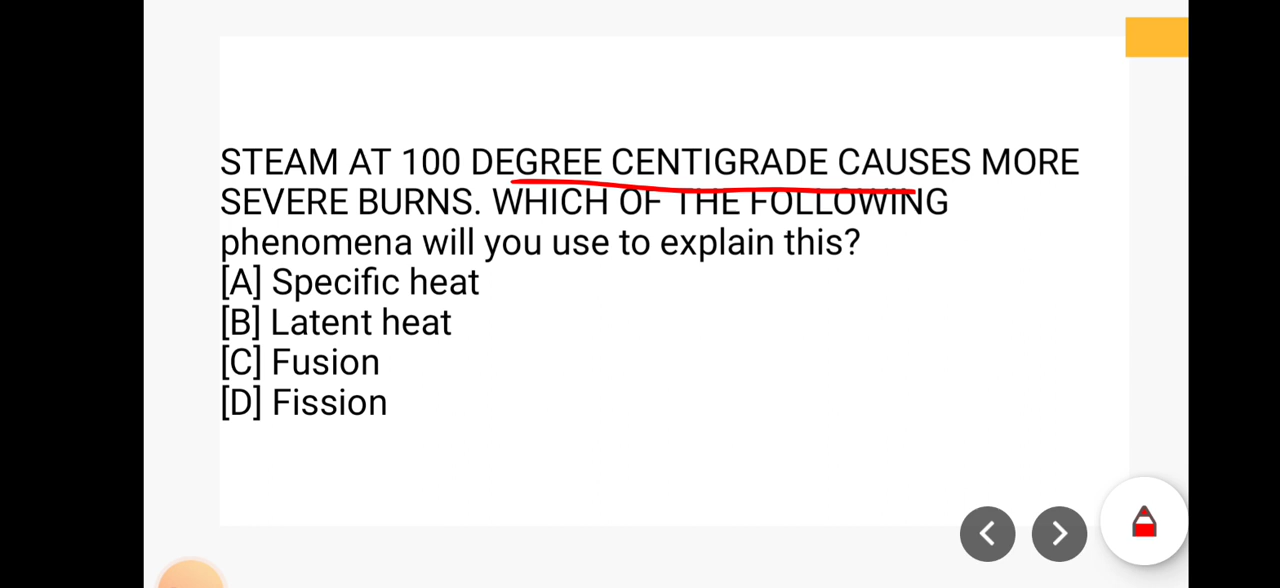 STEAM AT 100 DEGREE CENTIGRADE CAUSES MORE
SEVERE BURNS. WHICH OF THE FOLLOWING
phenomena will you use to explain this?
[A] Specific heat
[B] Latent heat
[C] Fusion
[D] Fission